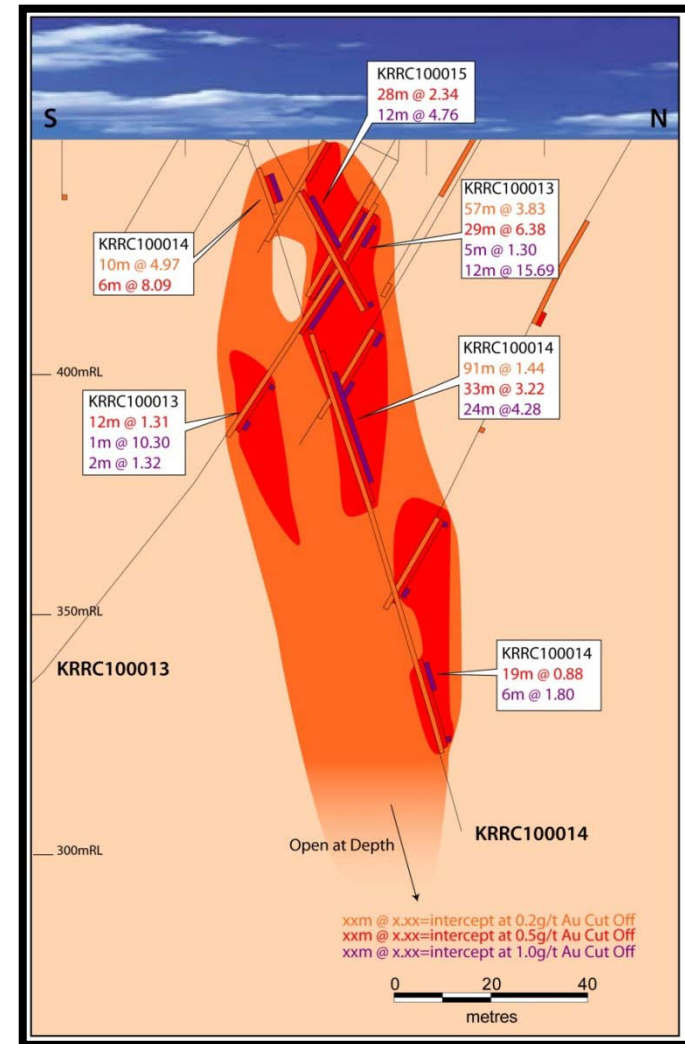 KRRC100015
28m @ 2.34
12m @ 4.76
S
N
KRRC100013
57m @ 3.83
29m @ 6.38
5m @ 1.30
12m @ 15.69
KRRC100014
10m @ 4.97
6m @ 8.09
KRRC100014
91m @ 1.44
33m @ 3.22
24m @4.28
400mRL
KRRC100013
12m @ 1.31
1m @ 10.30
2m @ 1.32
350mRL
KRRC100013
KRRC100014
19m @ 0.88
6m @ 1.80
KRRC100014
Open at Depth
300mRL
xxm @ x.xx=intercept at 0.2g/t Au Cut Off
xxm @ x.xx=intercept at 0.5g/t Au Cut Off
xxm @ x.xx=intercept at 1.0g/t Au Cut Off
0 20 40
metres